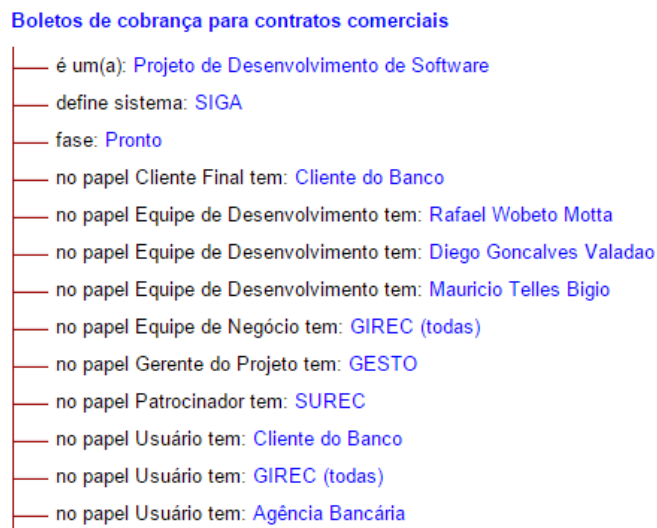 Boletos de cobrança para contratos comerciais
é um(a): Projeto de Desenvolvimento de Software
define sistema: SIGA
fase: Pronto
no papel Cliente Final tem: Cliente do Banco
no papel Equipe de Desenvolvimento tem: Rafael Wobeto Motta
no papel Equipe de Desenvolvimento tem: Diego Goncalves Valadao
no papel Equipe de Desenvolvimento tem: Mauricio Telles Bigio
no papel Equipe de Negócio tem: GIREC (todas)
no papel Gerente do Projeto tem: GESTO
no papel Patrocinador tem: SUREC
no papel Usuário tem: Cliente do Banco
no papel Usuário tem: GIREC (todas)
no papel Usuário tem: Agência Bancária